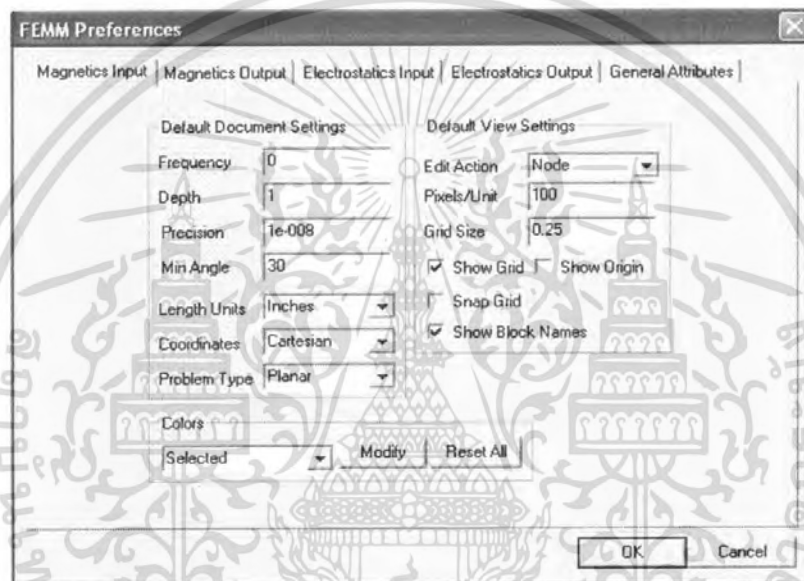 FEMM Preferences
Magnetics Input Magnetics Output Electrostatics Input Electrostatics Output General Attributes
Default Document Settings
Frequency 0
Depth 1
Precision 1e-008
Min Angle 30
Length Units Inches
Coordinates Cartesian
Problem Type Planar
Default View Settings
Edit Action Node
Pixels/Unit 100
Grid Size 0.25
Show Grid Show Origin
Snap Grid
Show Block Names
Colors
Selected Modify Reset All
OK Cancel